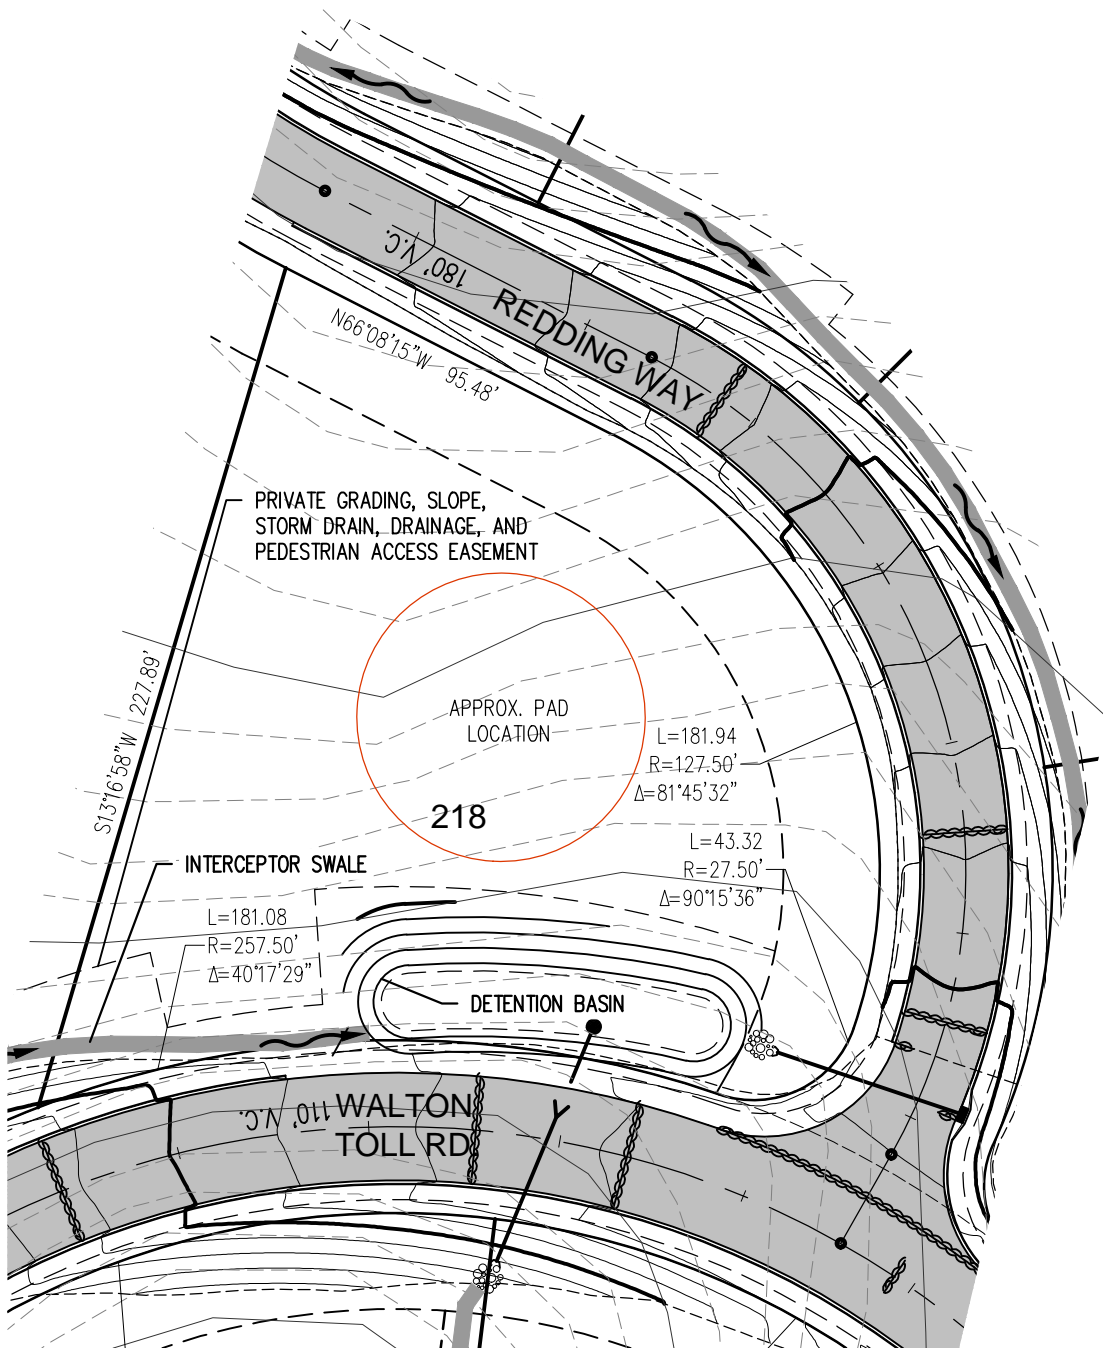 180' V.C.
REDDING WAY
N66°08'15"W 95.48'
PRIVATE GRADING, SLOPE,
STORM DRAIN, DRAINAGE, AND
PEDESTRIAN ACCESS EASEMENT
S13°16'58"W 227.89'
APPROX. PAD
LOCATION
L=181.94
R=127.50'
Δ=81°45'32"
218
L=43.32
R=27.50'
Δ=90°15'36"
INTERCEPTOR SWALE
L=181.08
R=257.50'
Δ=40°17'29"
DETENTION BASIN
110' V.C.
WALTON
TOLL RD